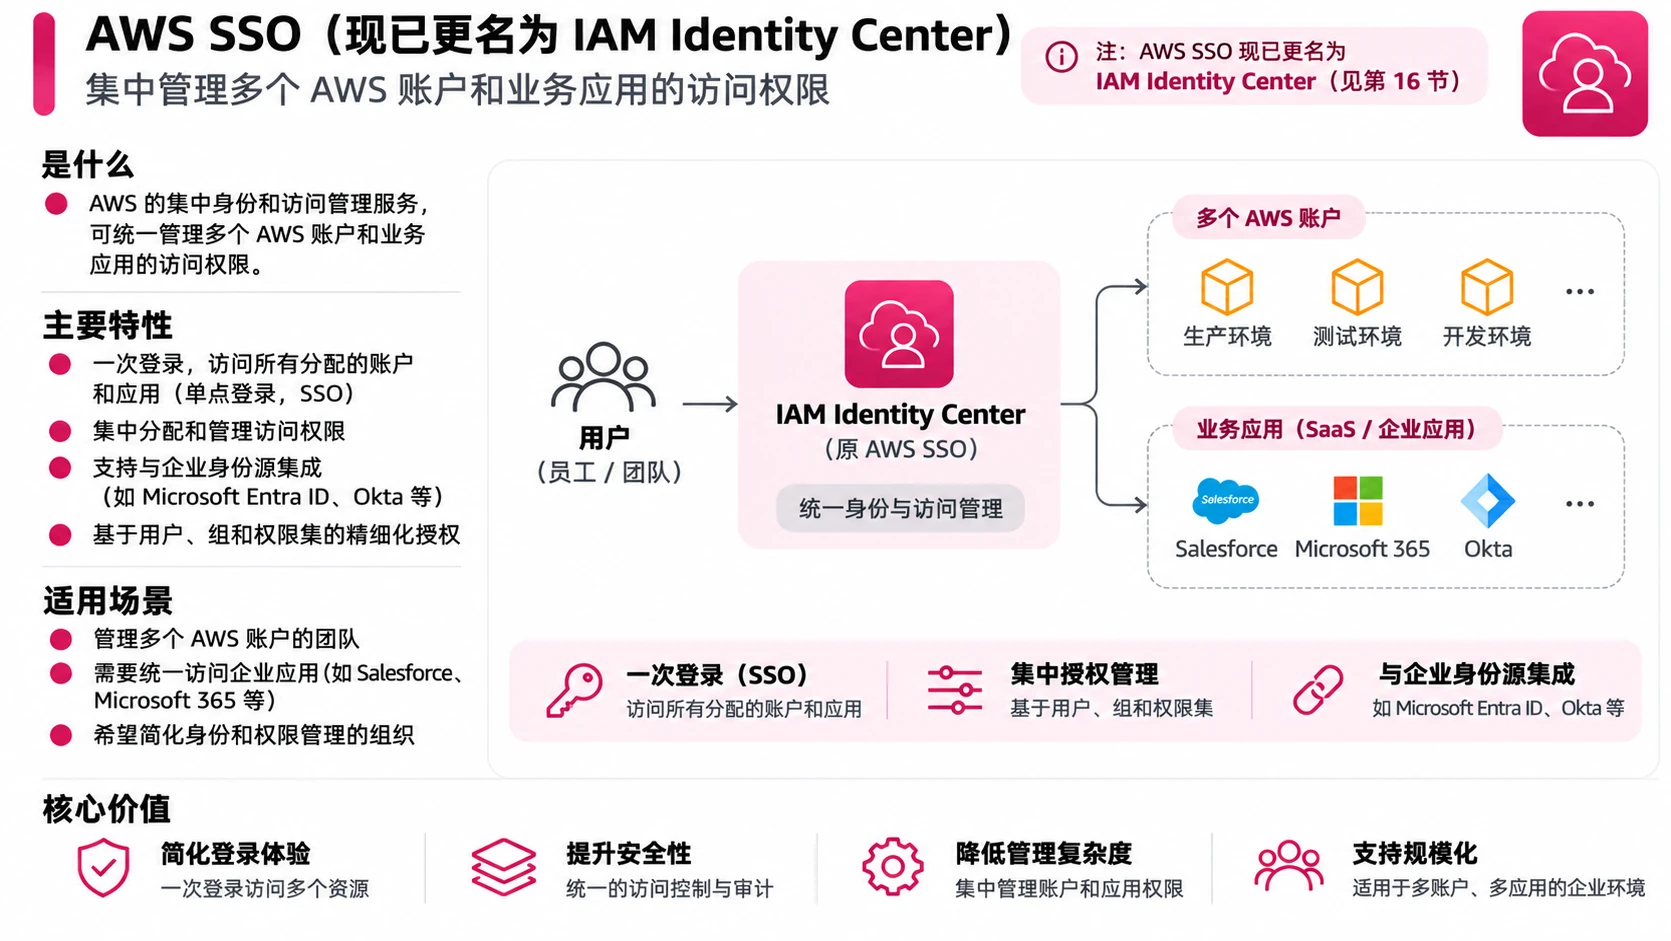 AWS SSO（现已更名为 IAM Identity Center）
集中管理多个 AWS 账户和业务应用的访问权限
注：AWS SSO 现已更名为
IAM Identity Center（见第 16 节）
是什么
AWS 的集中身份和访问管理服务，
可统一管理多个 AWS 账户和业务
应用的访问权限。
主要特性
一次登录，访问所有分配的账户
和应用（单点登录，SSO）
集中分配和管理访问权限
支持与企业身份源集成
（如 Microsoft Entra ID、Okta 等）
基于用户、组和权限集的精细化授权
适用场景
管理多个 AWS 账户的团队
需要统一访问企业应用（如 Salesforce、
Microsoft 365 等）
希望简化身份和权限管理的组织
用户
（员工 / 团队）
IAM Identity Center
（原 AWS SSO）
统一身份与访问管理
多个 AWS 账户
生产环境
测试环境
开发环境
...
业务应用（SaaS / 企业应用）
Salesforce
Salesforce
Microsoft 365
Okta
...
一次登录（SSO）
访问所有分配的账户和应用
集中授权管理
基于用户、组和权限集
与企业身份源集成
如 Microsoft Entra ID、Okta 等
核心价值
简化登录体验
一次登录访问多个资源
提升安全性
统一的访问控制与审计
降低管理复杂度
集中管理账户和应用权限
支持规模化
适用于多账户、多应用的企业环境